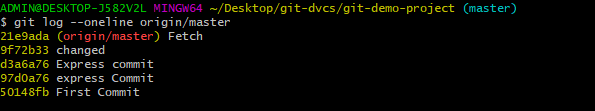 ADMIN@DESKTOP-J582V2L MINGW64 ~/Desktop/git-dvcs/git-demo-project (master)
$ git log --oneline origin/master
21e9ada (origin/master) Fetch
9f72b33 changed
d3a6a76 Express commit
97d0a76 express Commit
50148fb First Commit